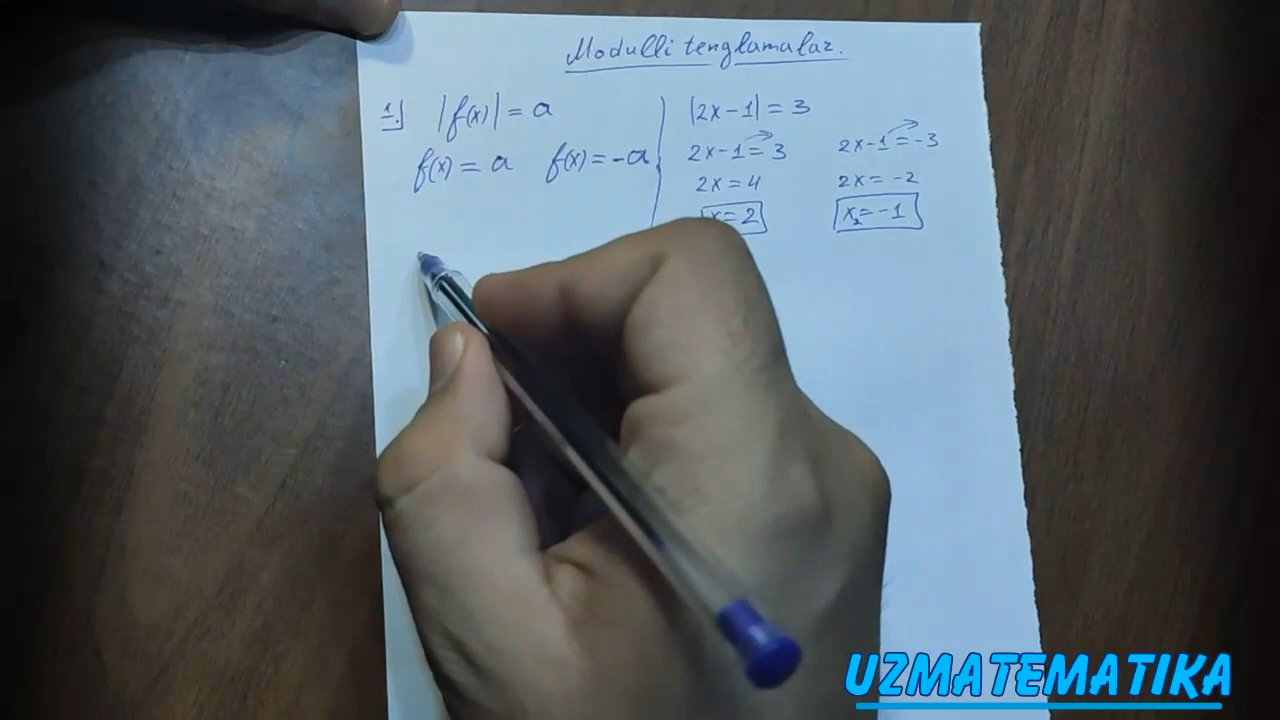 Modulli tenglamalar.
1.) |f(x)| = a
f(x) = a f(x) = -a
|2x-1| = 3
2x-1 = 3
2x = 4
x = 2
2x-1 = -3
2x = -2
x₂ = -1
UZMATEMATIKA